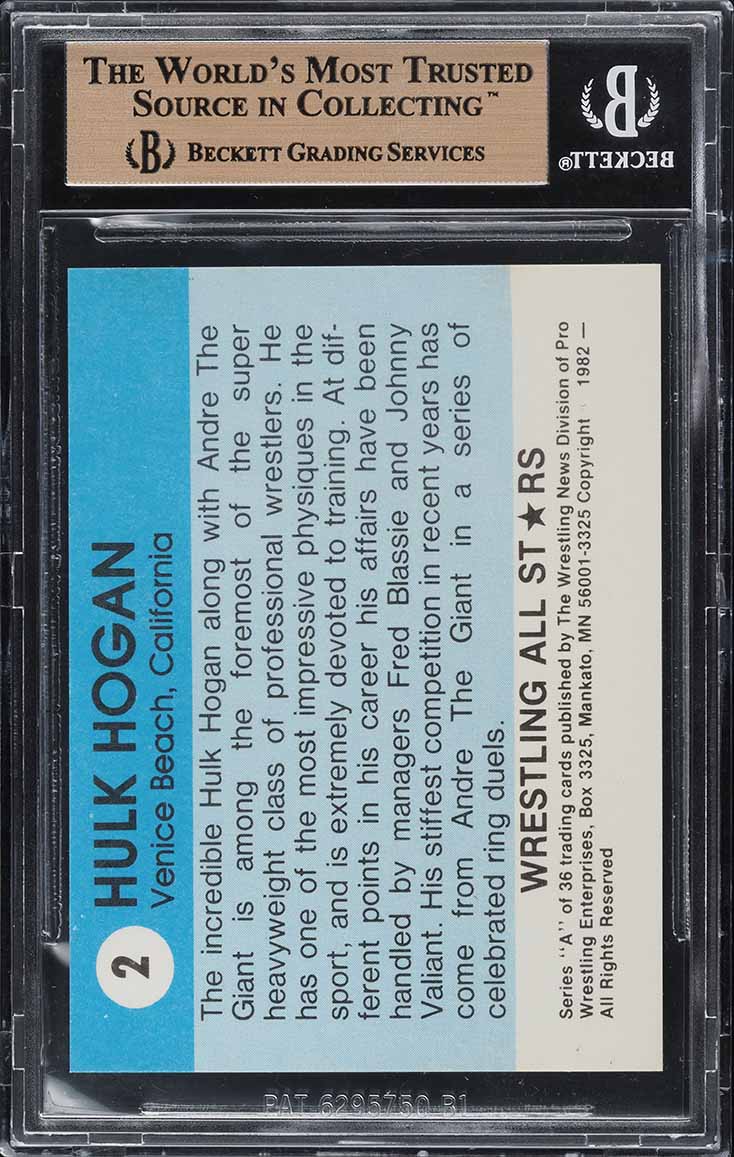 THE WORLD'S MOST TRUSTED
SOURCE IN COLLECTING™
B BECKETT GRADING SERVICES
B
BECKETT®
2
HULK HOGAN
Venice Beach, California
The incredible Hulk Hogan along with Andre The
Giant is among the foremost of the super
heavyweight class of professional wrestlers. He
has one of the most impressive physiques in the
sport, and is extremely devoted to training. At dif-
ferent points in his career his affairs have been
handled by managers Fred Blassie and Johnny
Valiant. His stiffest competition in recent years has
come from Andre The Giant in a series of
celebrated ring duels.
WRESTLING ALL ST★RS
Series "A" of 36 trading cards published by The Wrestling News Division of Pro
Wrestling Enterprises, Box 3325, Mankato, MN 56001-3325 Copyright 1982 —
All Rights Reserved
PAT 6295750 B1